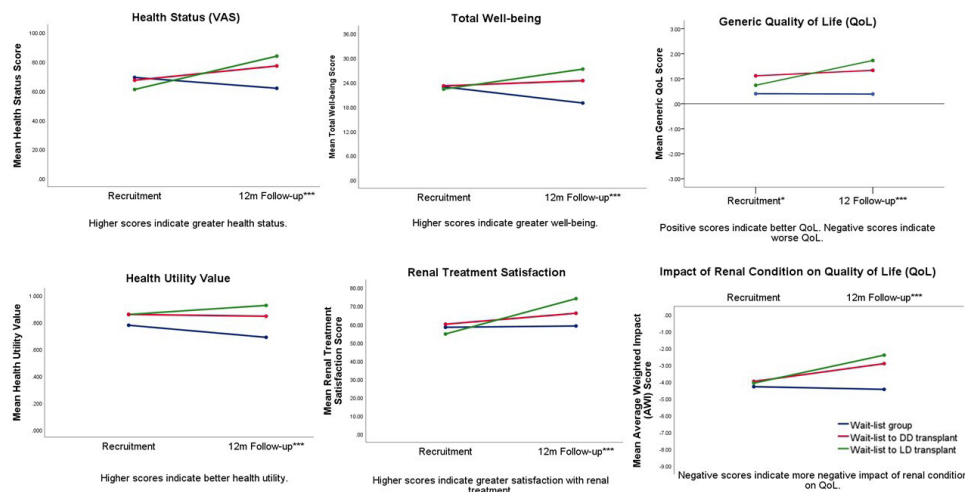 Health Status (VAS)
Mean Health Status Score
100.00
80.00
60.00
40.00
20.00
.00
Recruitment
12m Follow-up***
Higher scores indicate greater health status.
Total Well-being
Mean Total Well-being Score
36.00
30.00
24.00
18.00
12.00
6.00
.00
Recruitment
12m Follow-up***
Higher scores indicate greater well-being.
Generic Quality of Life (QoL)
Mean Generic QoL Score
3.00
2.00
1.00
.00
-1.00
-2.00
-3.00
Recruitment*
12 Follow-up***
Positive scores indicate better QoL. Negative scores indicate
worse QoL.
Health Utility Value
Mean Health Utility Value
1.000
.800
.600
.400
.200
.000
Recruitment
12m Follow-up***
Higher scores indicate better health utility.
Renal Treatment Satisfaction
Mean Renal Treatment
Satisfaction Score
80.00
70.00
60.00
50.00
40.00
30.00
20.00
10.00
.00
Recruitment
12m Follow-up***
Higher scores indicate greater satisfaction with renal
treatment
Impact of Renal Condition on Quality of Life (QoL)
Recruitment
12m Follow-up***
Mean Average Weighted Impact
(AWI) Score
.00
-1.00
-2.00
-3.00
-4.00
-5.00
-6.00
-7.00
-8.00
-9.00
Wait-list group
Wait-list to DD transplant
Wait-list to LD transplant
Negative scores indicate more negative impact of renal condition
on QoL.